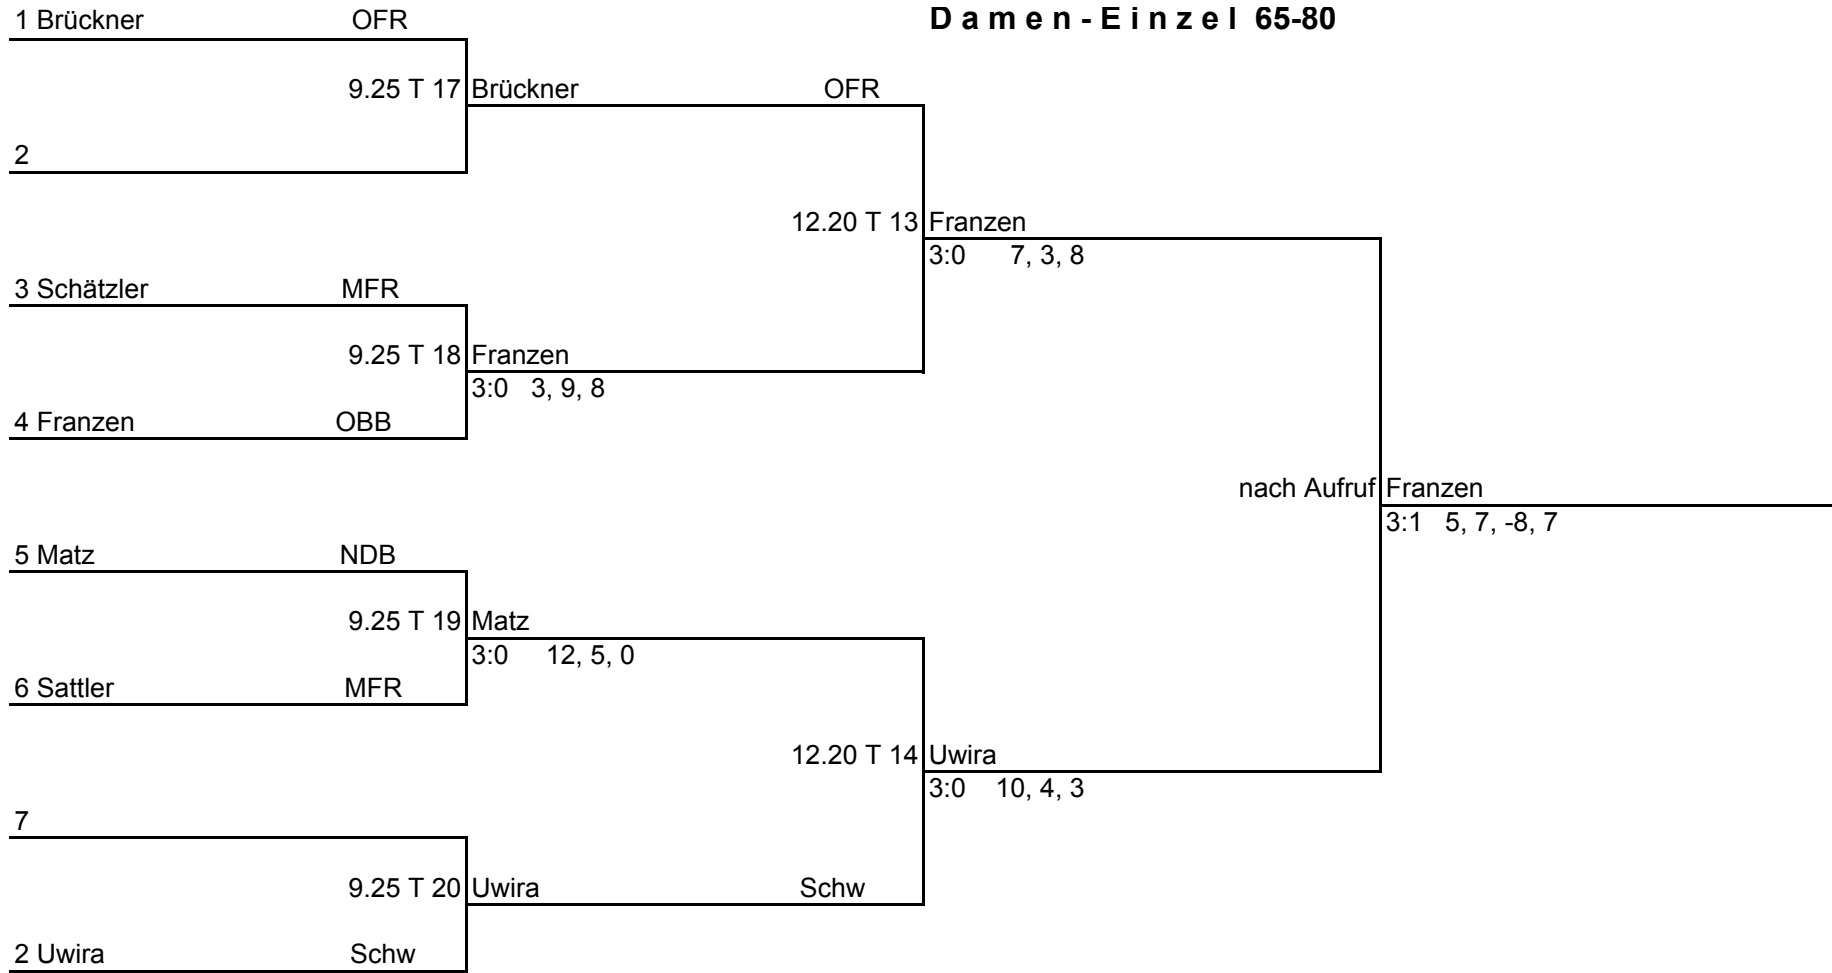 1 Brückner OFR
D a m e n - E i n z e l 65-80
9.25 T 17 Brückner OFR
2
12.20 T 13 Franzen
3:0 7, 3, 8
3 Schätzler MFR
9.25 T 18 Franzen
3:0 3, 9, 8
4 Franzen OBB
nach Aufruf Franzen
3:1 5, 7, -8, 7
5 Matz NDB
9.25 T 19 Matz
3:0 12, 5, 0
6 Sattler MFR
12.20 T 14 Uwira
3:0 10, 4, 3
7
9.25 T 20 Uwira Schw
2 Uwira Schw